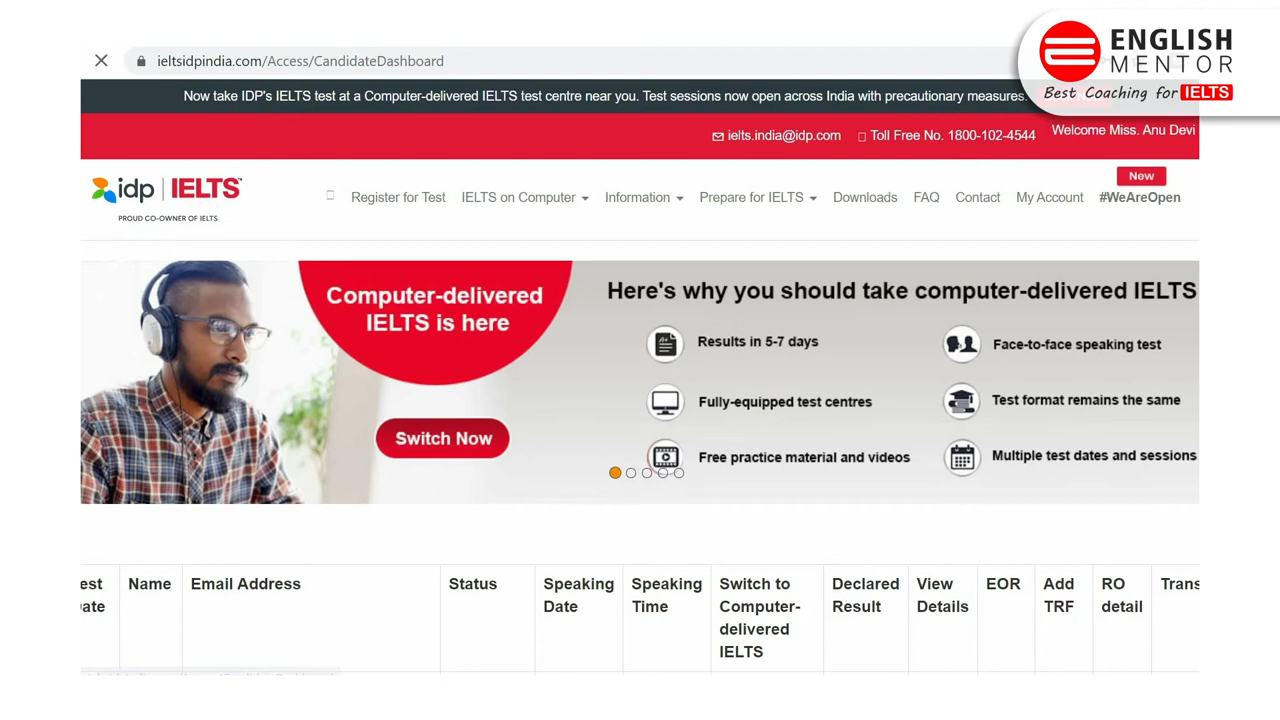 ENGLISH
MENTOR
Best Coaching for IELTS
ieltsidpindia.com/Access/CandidateDashboard
Now take IDP's IELTS test at a Computer-delivered IELTS test centre near you. Test sessions now open across India with precautionary measures.
ielts.india@idp.com Toll Free No. 1800-102-4544 Welcome Miss. Anu Devi
idp IELTS
PROUD CO-OWNER OF IELTS
New
Register for Test IELTS on Computer Information Prepare for IELTS Downloads FAQ Contact My Account #WeAreOpen
Computer-delivered
IELTS is here
Switch Now
Here's why you should take computer-delivered IELTS
Results in 5-7 days Face-to-face speaking test
Fully-equipped test centres Test format remains the same
Free practice material and videos Multiple test dates and sessions
est Name Email Address Status Speaking Speaking Switch to Declared View EOR Add RO Trans
ate Date Time Computer- Result Details TRF detail
delivered
IELTS